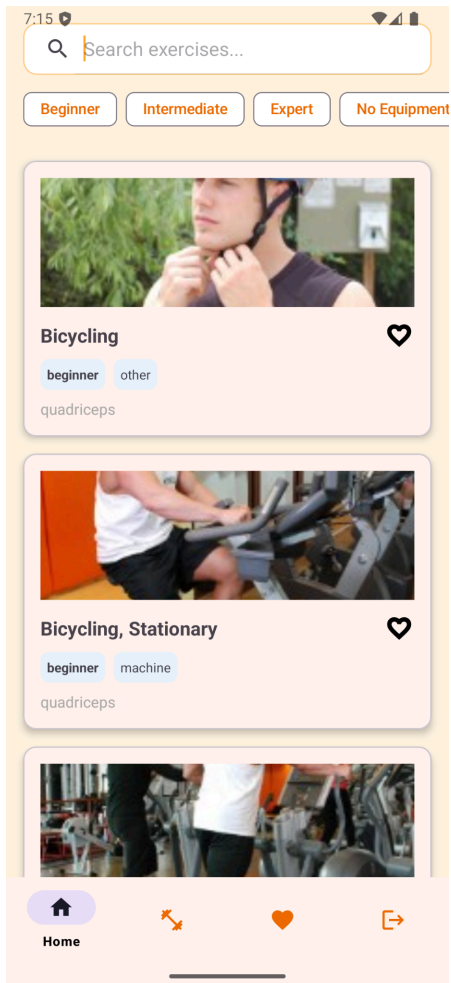 7:15
Search exercises...
Beginner Intermediate Expert No Equipment
Bicycling
beginner other
quadriceps
Bicycling, Stationary
beginner machine
quadriceps
Home